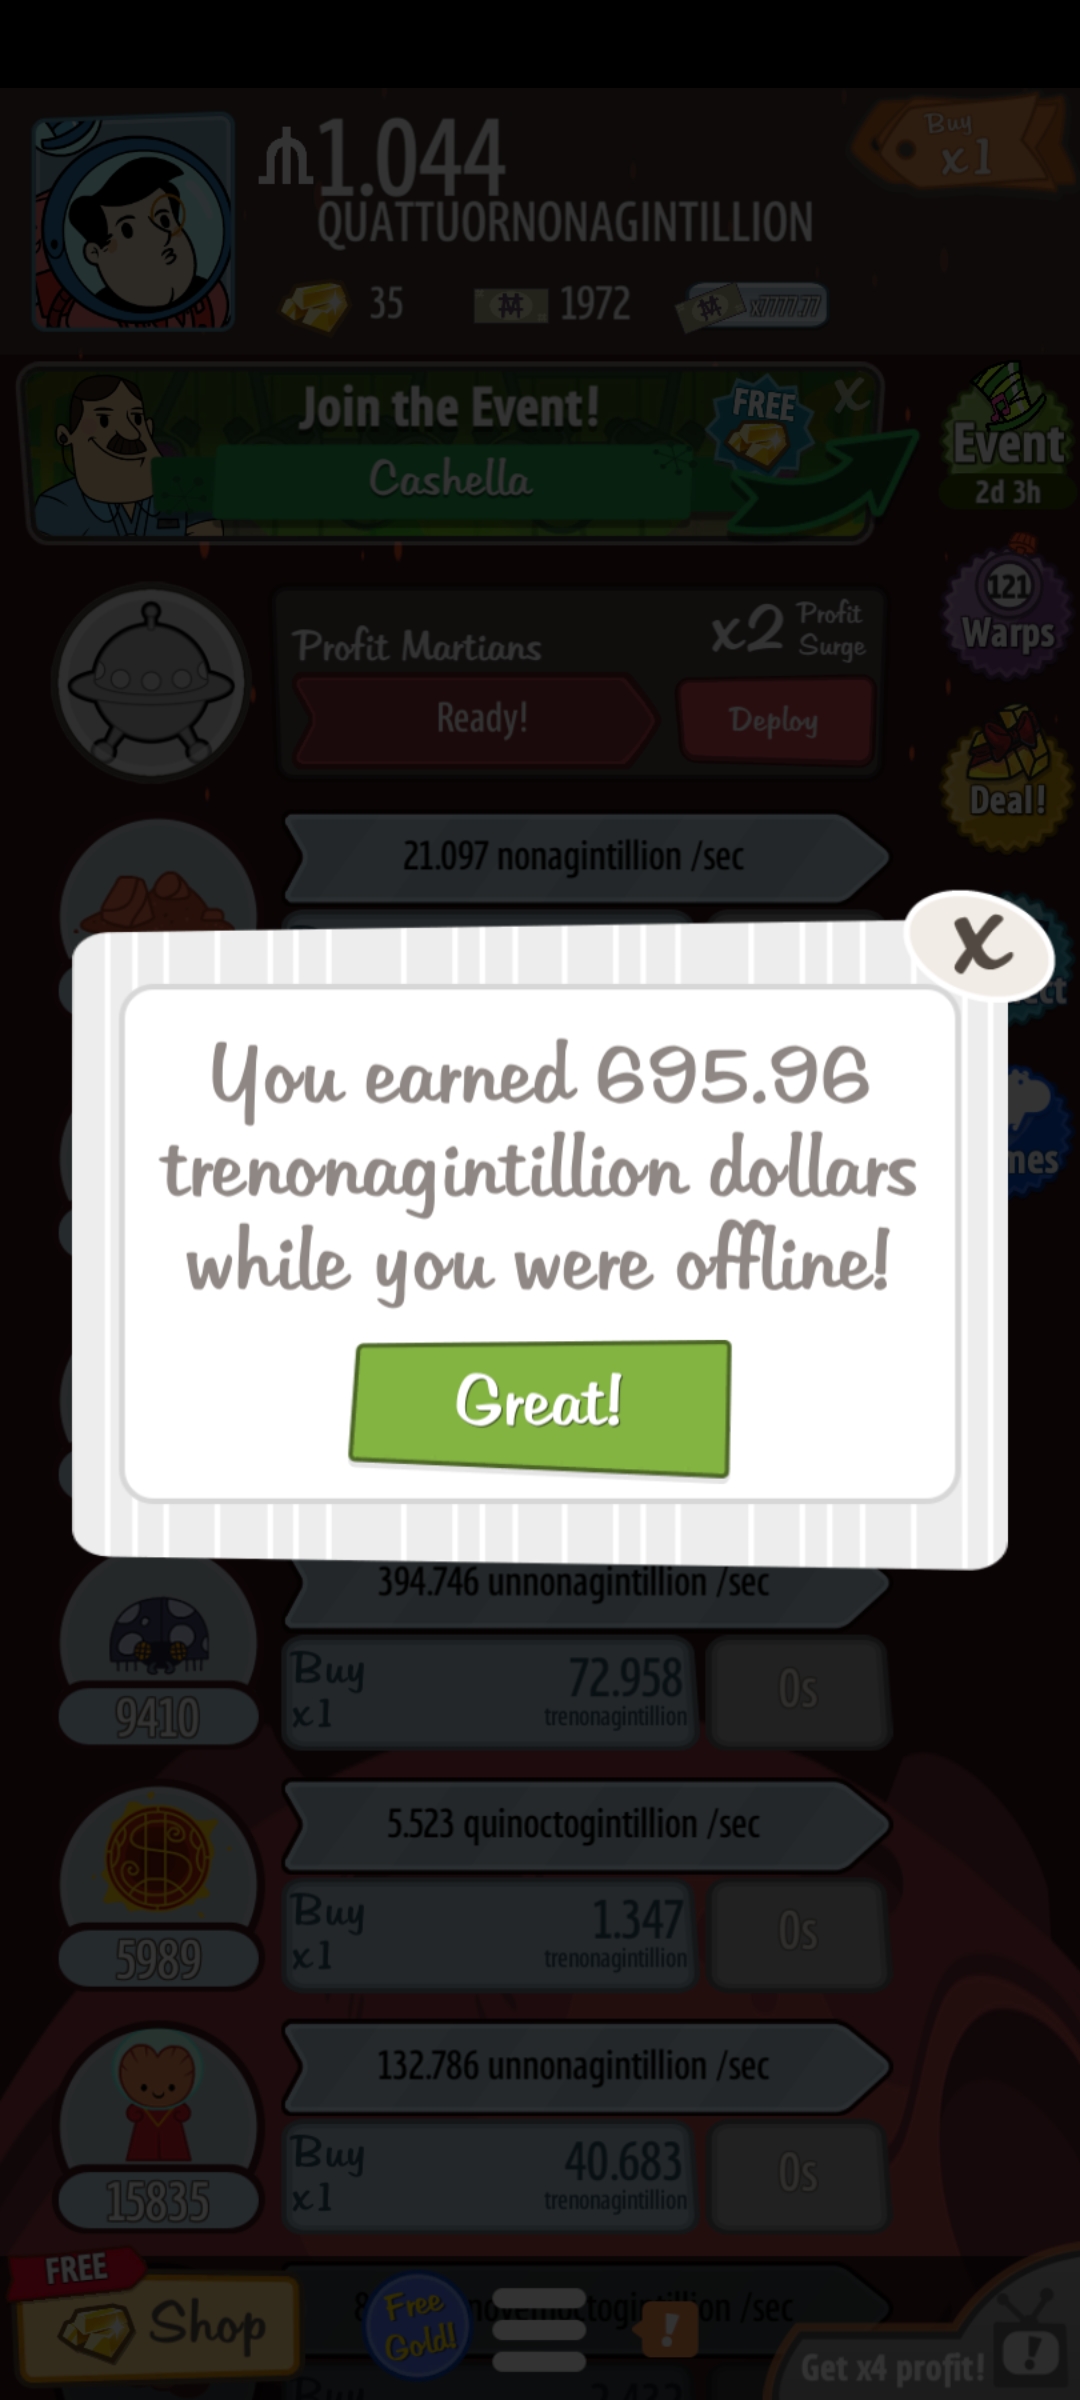 1.044
QUATTUORNONAGINTILLION
Buy
x1
35
1972
Join the Event!
FREE
X
Cashella
Event
2d 3h
Profit Martians
x2 Profit
Surge
Ready!
Deploy
121
Warps
Deal!
21.097 nonagintillion /sec
X
You earned 695.96
trenonagintillion dollars
while you were offline!
Great!
394.746 unnonagintillion /sec
Buy
x1
72.958
trenonagintillion
0s
9410
5.523 quinoctogintillion /sec
Buy
x1
1.347
trenonagintillion
0s
5989
132.786 unnonagintillion /sec
Buy
x1
40.683
trenonagintillion
0s
15835
FREE
Shop
Free
Gold!
/sec
!
Get x4 profit!
!
Buy